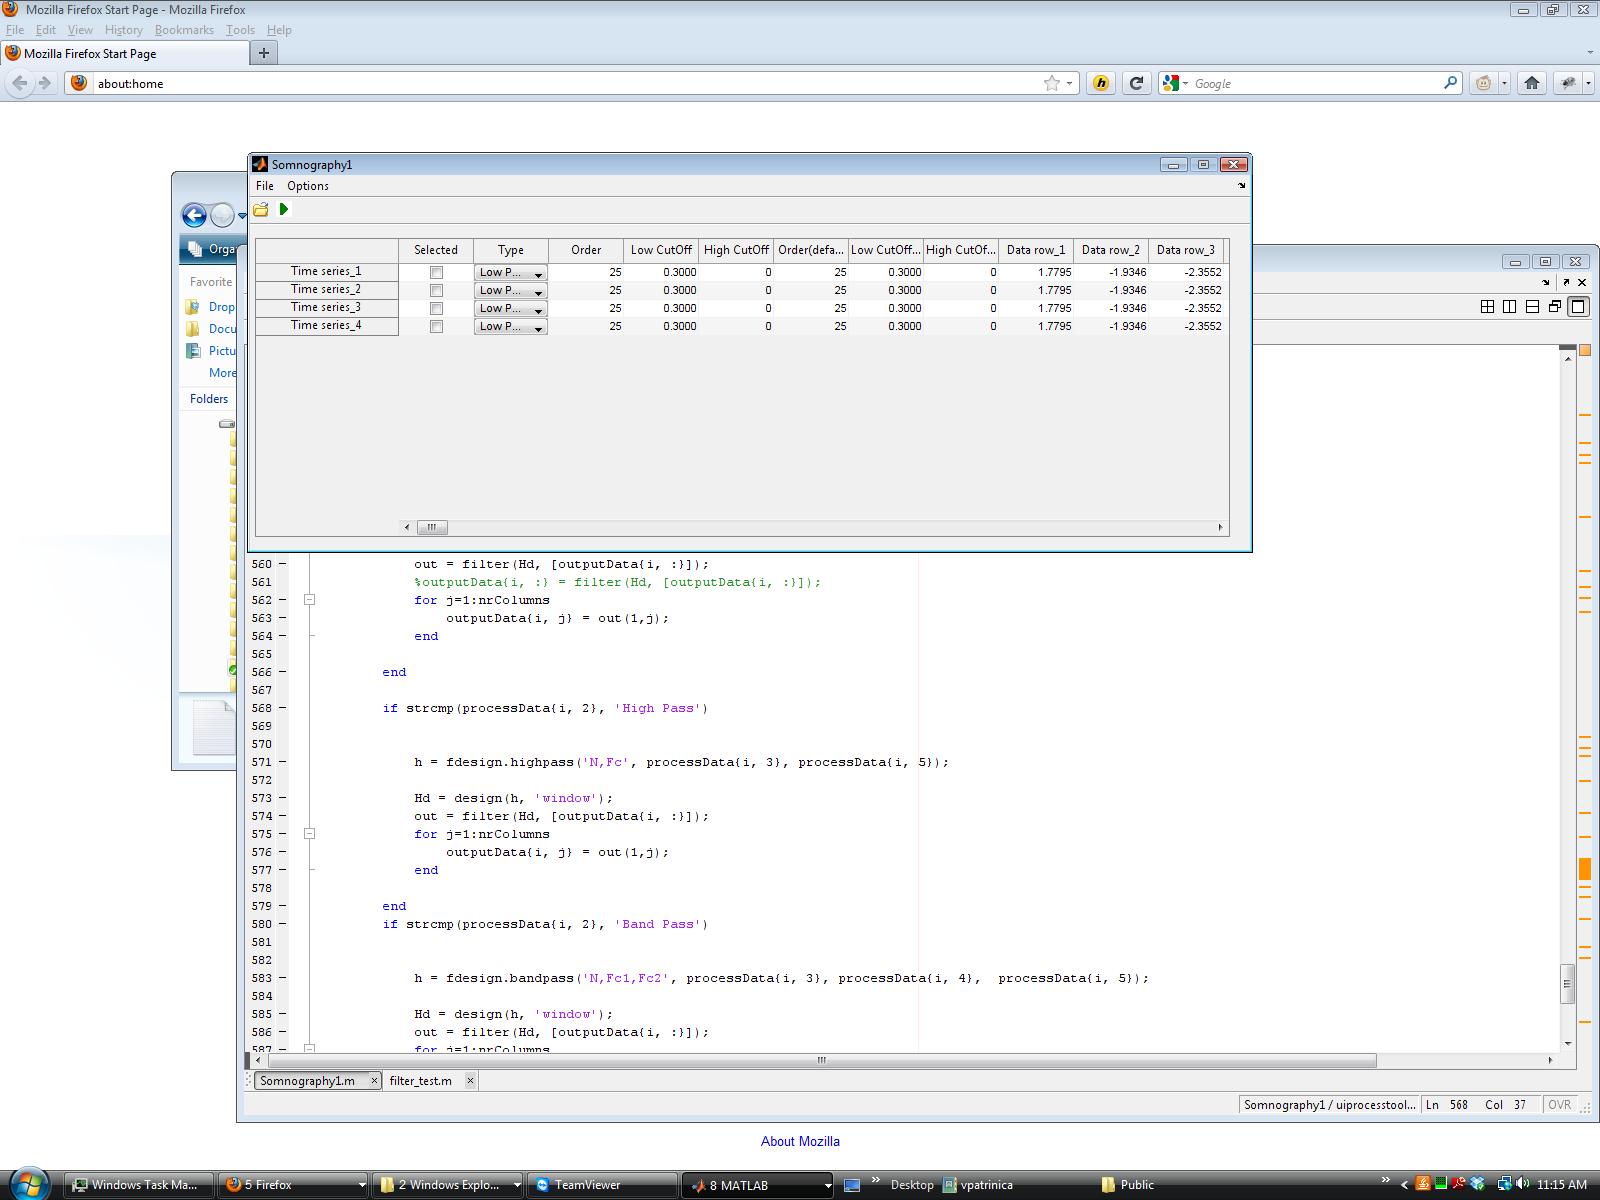 Mozilla Firefox Start Page - Mozilla Firefox
File Edit View History Bookmarks Tools Help
Mozilla Firefox Start Page
about:home
Google
Somnography1
File Options
Selected Type Order Low CutOff High CutOff Order(defa... Low CutOff... High CutOf... Data row_1 Data row_2 Data row_3
Time series_1 Low P... 25 0.3000 0 25 0.3000 0 1.7795 -1.9346 -2.3552
Time series_2 Low P... 25 0.3000 0 25 0.3000 0 1.7795 -1.9346 -2.3552
Time series_3 Low P... 25 0.3000 0 25 0.3000 0 1.7795 -1.9346 -2.3552
Time series_4 Low P... 25 0.3000 0 25 0.3000 0 1.7795 -1.9346 -2.3552
Orga
Favorite
Drop
Docu
Pictu
More
Folders
560 out = filter(Hd, [outputData{i, :}]);
561 %outputData{i, :} = filter(Hd, [outputData{i, :}]);
562 for j=1:nrColumns
563 outputData{i, j} = out(1,j);
564 end
565
566 end
567
568 if strcmp(processData{i, 2}, 'High Pass')
569
570
571 h = fdesign.highpass('N,Fc', processData{i, 3}, processData{i, 5});
572
573 Hd = design(h, 'window');
574 out = filter(Hd, [outputData{i, :}]);
575 for j=1:nrColumns
576 outputData{i, j} = out(1,j);
577 end
578
579 end
580 if strcmp(processData{i, 2}, 'Band Pass')
581
582
583 h = fdesign.bandpass('N,Fc1,Fc2', processData{i, 3}, processData{i, 4}, processData{i, 5});
584
585 Hd = design(h, 'window');
586 out = filter(Hd, [outputData{i, :}]);
587 for j=1:nrColumns
Somnography1.m filter_test.m
Somnography1 / uiprocesstool... Ln 568 Col 37 OVR
About Mozilla
Windows Task Ma... 5 Firefox 2 Windows Explo... TeamViewer 8 MATLAB Desktop vpatrinica Public 11:15 AM